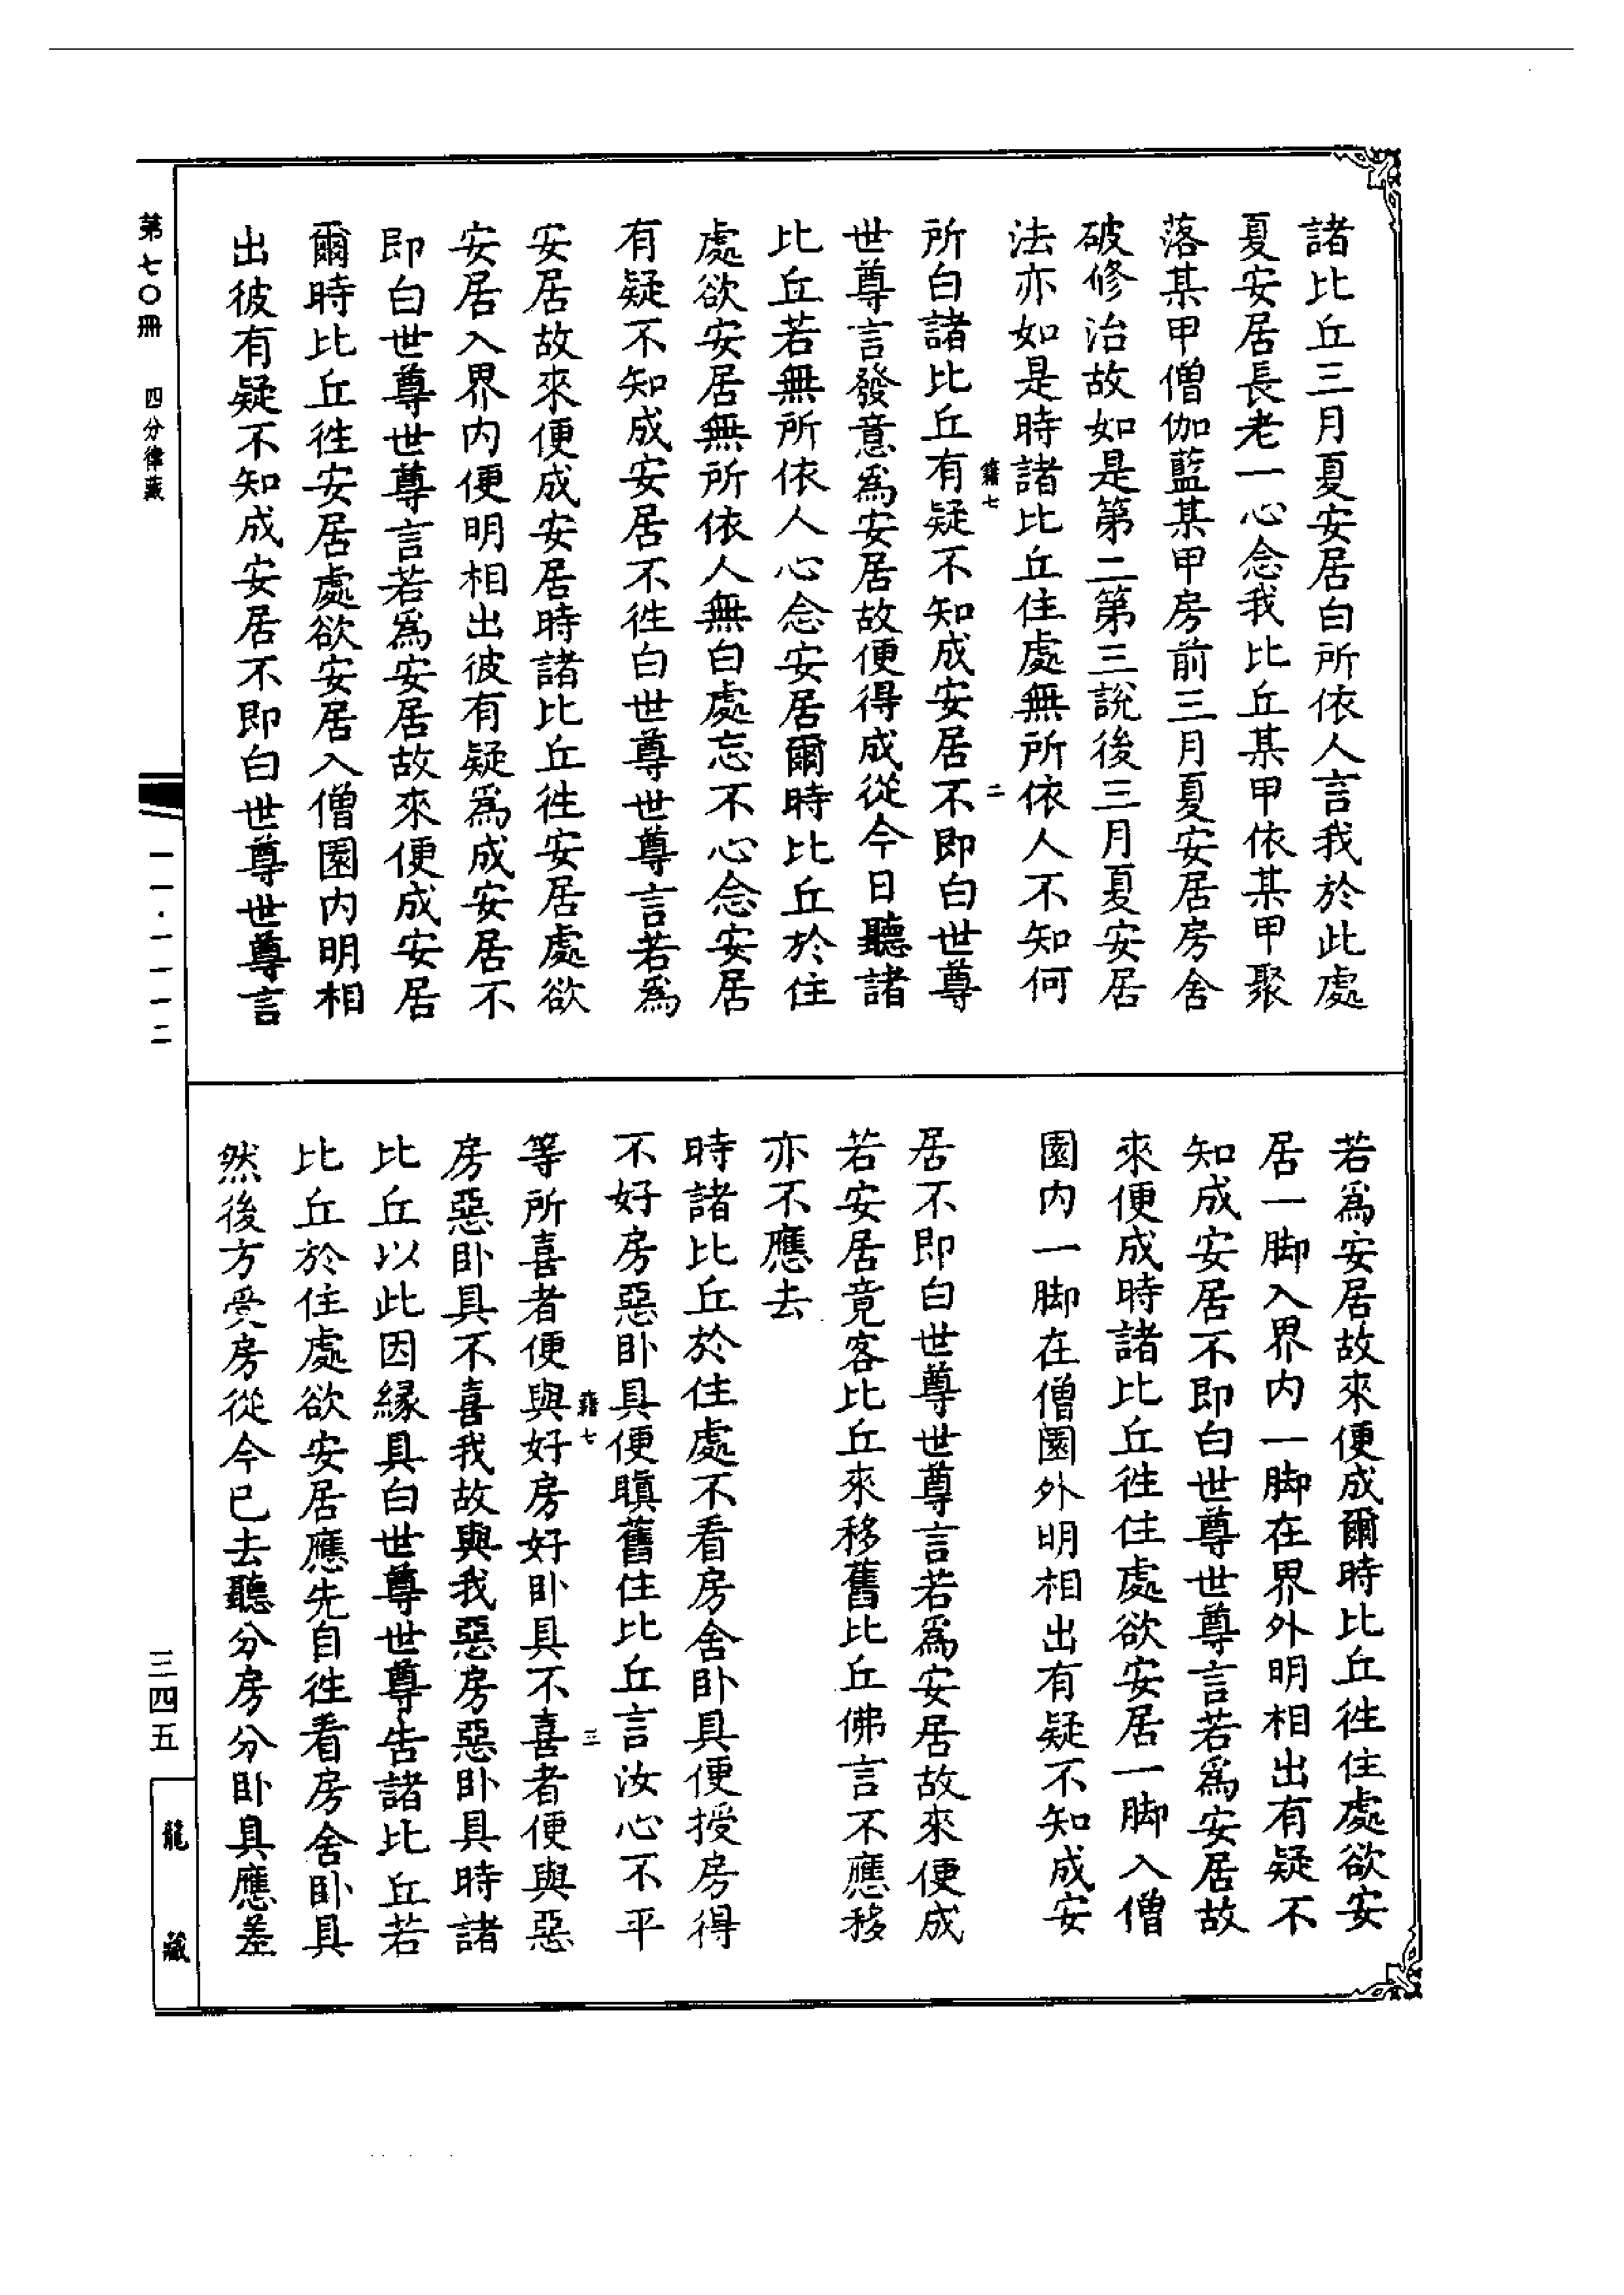 諸比丘三月夏安居白所依人言我於此處
夏安居長老一心念我比丘某甲依某甲聚
落某甲僧伽藍某甲房前三月夏安居房舍
破修治故如是第二第三說後三月夏安居
法亦如是時諸比丘住處無所依人不知何
籍七
二
所白諸比丘有疑不知成安居不即白世尊
世尊言發意爲安居故便得成從今日聽諸
比丘若無所依人心念安居爾時比丘於住
處欲安居無所依人無白處忘不心念安居
有疑不知成安居不徃白世尊世尊言若爲
安居故來便成安居時諸比丘徃安居處欲
安居入界內便明相出彼有疑爲成安居不
即白世尊世尊言若爲安居故來便成安居
爾時比丘徃安居處欲安居入僧園內明相
出彼有疑不知成安居不即白世尊世尊言
若爲安居故來便成爾時比丘徃住處欲安
居一脚入界內一脚在界外明相出有疑不
知成安居不即白世尊世尊言若爲安居故
來便成時諸比丘徃住處欲安居一脚入僧
園內一脚在僧園外明相出有疑不知成安
居不即白世尊世尊言若爲安居故來便成
若安居竟客比丘來移舊比丘佛言不應移
亦不應去
時諸比丘於住處不看房舍卧具便授房得
不好房惡卧具便瞋舊住比丘言汝心不平
籍七
三
等所喜者便與好房好卧具不喜者便與惡
房惡卧具不喜我故與我惡房惡卧具時諸
比丘以此因緣具白世尊世尊告諸比丘若
比丘於住處欲安居應先自徃看房舍卧具
然後方受房從今已去聽分房分卧具應差
第七〇冊
四分律藏
一一·一一一二
三四五
龍藏